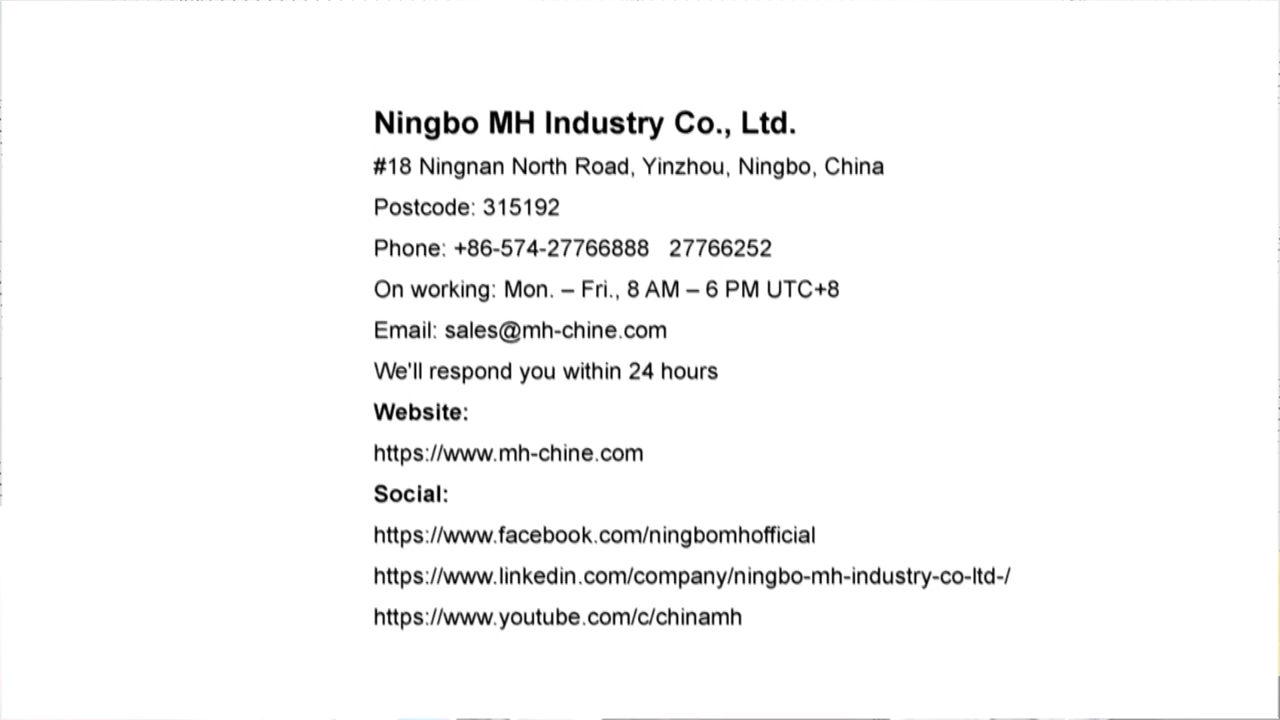 Ningbo MH Industry Co., Ltd.
#18 Ningnan North Road, Yinzhou, Ningbo, China
Postcode: 315192
Phone: +86-574-27766888   27766252
On working: Mon. – Fri., 8 AM – 6 PM UTC+8
Email: sales@mh-chine.com
We'll respond you within 24 hours
Website:
https://www.mh-chine.com
Social:
https://www.facebook.com/ningbomhofficial
https://www.linkedin.com/company/ningbo-mh-industry-co-ltd-/
https://www.youtube.com/c/chinamh